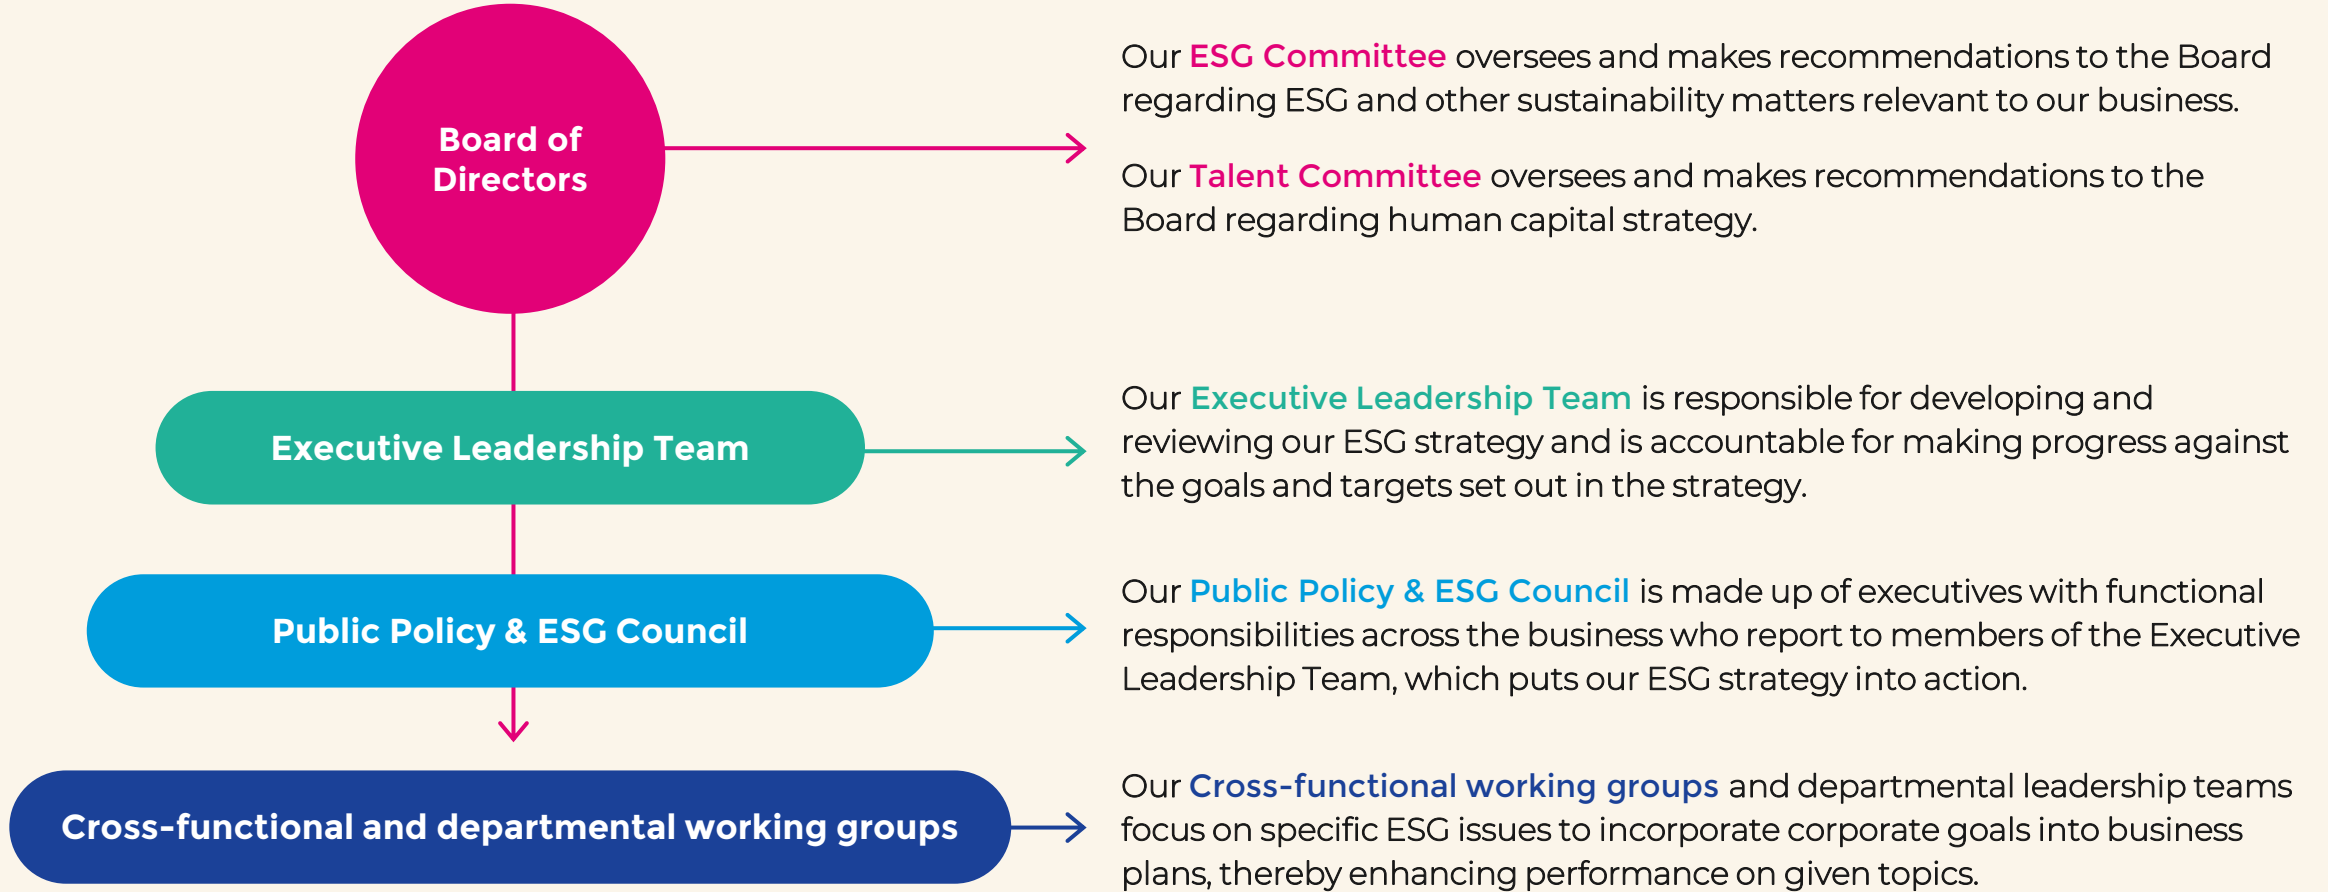 Board of
Directors
Our ESG Committee oversees and makes recommendations to the Board
regarding ESG and other sustainability matters relevant to our business.
Our Talent Committee oversees and makes recommendations to the
Board regarding human capital strategy.
Executive Leadership Team
Our Executive Leadership Team is responsible for developing and
reviewing our ESG strategy and is accountable for making progress against
the goals and targets set out in the strategy.
Public Policy & ESG Council
Our Public Policy & ESG Council is made up of executives with functional
responsibilities across the business who report to members of the Executive
Leadership Team, which puts our ESG strategy into action.
Cross-functional and departmental working groups
Our Cross-functional working groups and departmental leadership teams
focus on specific ESG issues to incorporate corporate goals into business
plans, thereby enhancing performance on given topics.